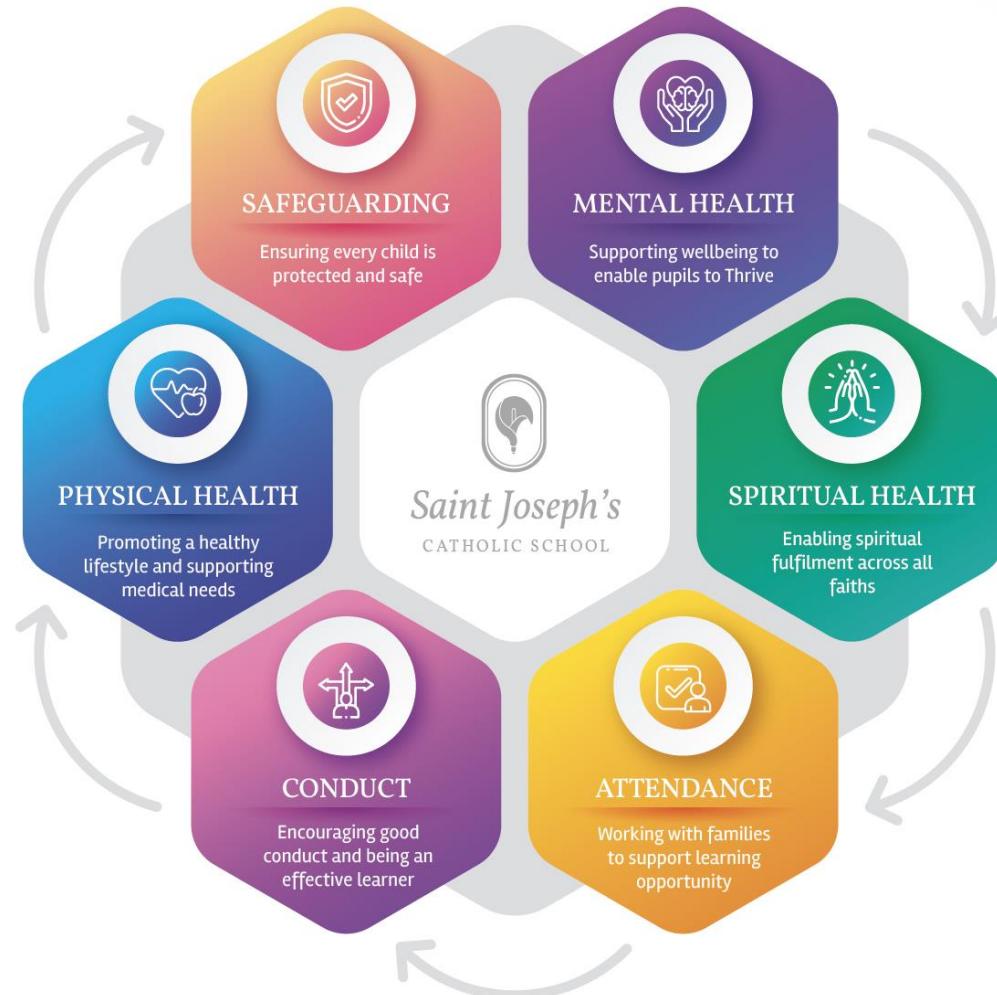 SAFEGUARDING
Ensuring every child is
protected and safe
MENTAL HEALTH
Supporting wellbeing to
enable pupils to Thrive
PHYSICAL HEALTH
Promoting a healthy
lifestyle and supporting
medical needs
Saint Joseph's
CATHOLIC SCHOOL
SPIRITUAL HEALTH
Enabling spiritual
fulfilment across all
faiths
CONDUCT
Encouraging good
conduct and being an
effective learner
ATTENDANCE
Working with families
to support learning
opportunity